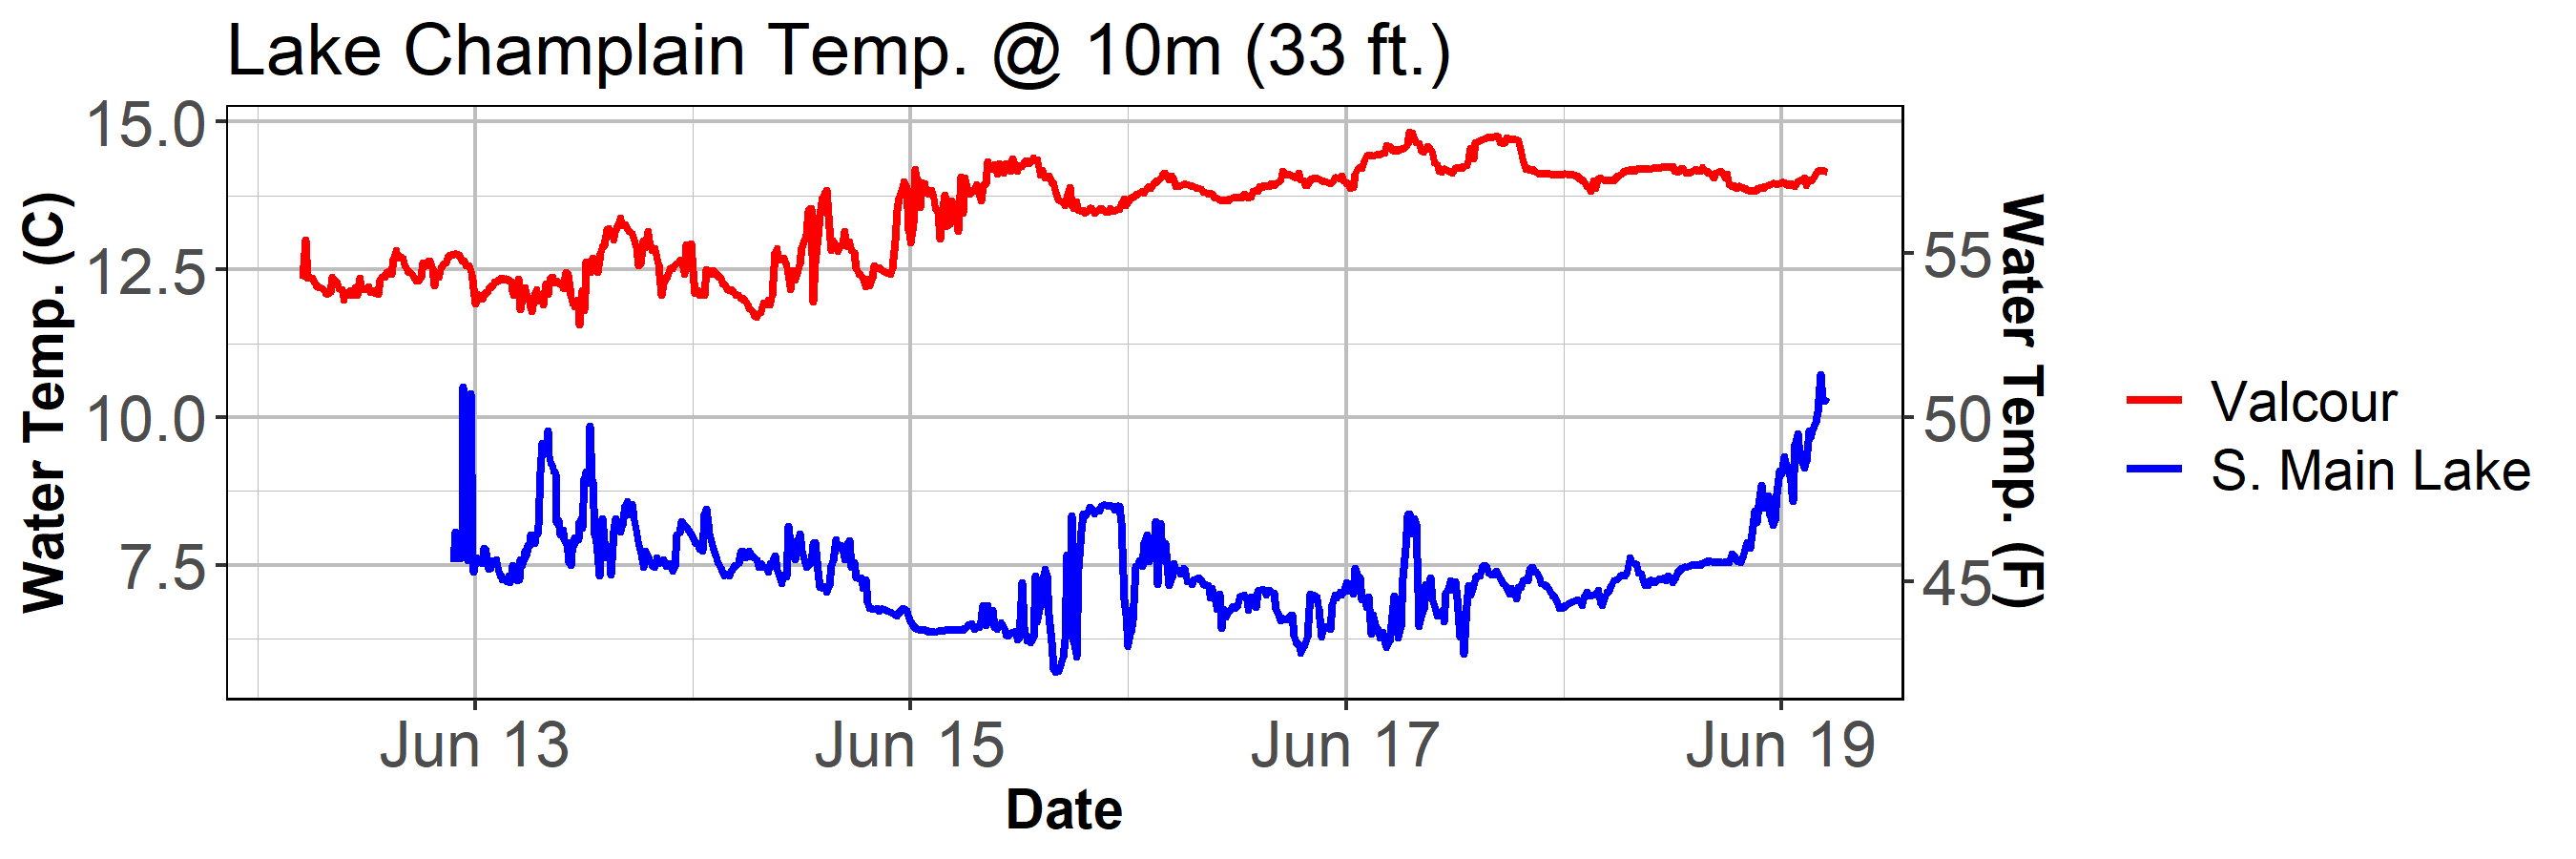 Lake Champlain Temp. @ 10m (33 ft.)
Water Temp. (C)
15.0
12.5
10.0
7.5
55
50
45
Water Temp. (F)
Jun 13
Jun 15
Jun 17
Jun 19
Date
Valcour
S. Main Lake